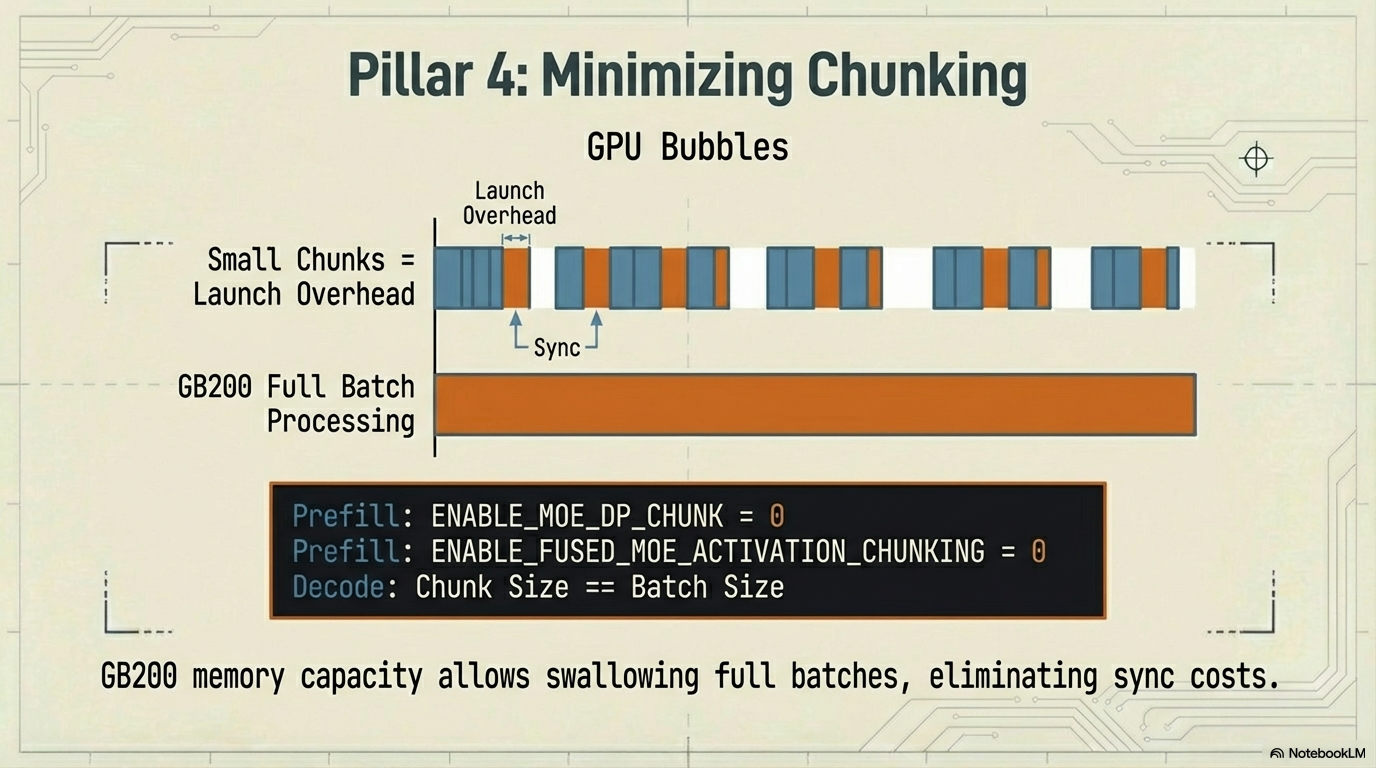 Pillar 4: Minimizing Chunking
GPU Bubbles
Launch
Overhead
Small Chunks =
Launch Overhead
Sync
GB200 Full Batch
Processing
Prefill: ENABLE_MOE_DP_CHUNK = 0
Prefill: ENABLE_FUSED_MOE_ACTIVATION_CHUNKING = 0
Decode: Chunk Size == Batch Size
GB200 memory capacity allows swallowing full batches, eliminating sync costs.
NotebookLM